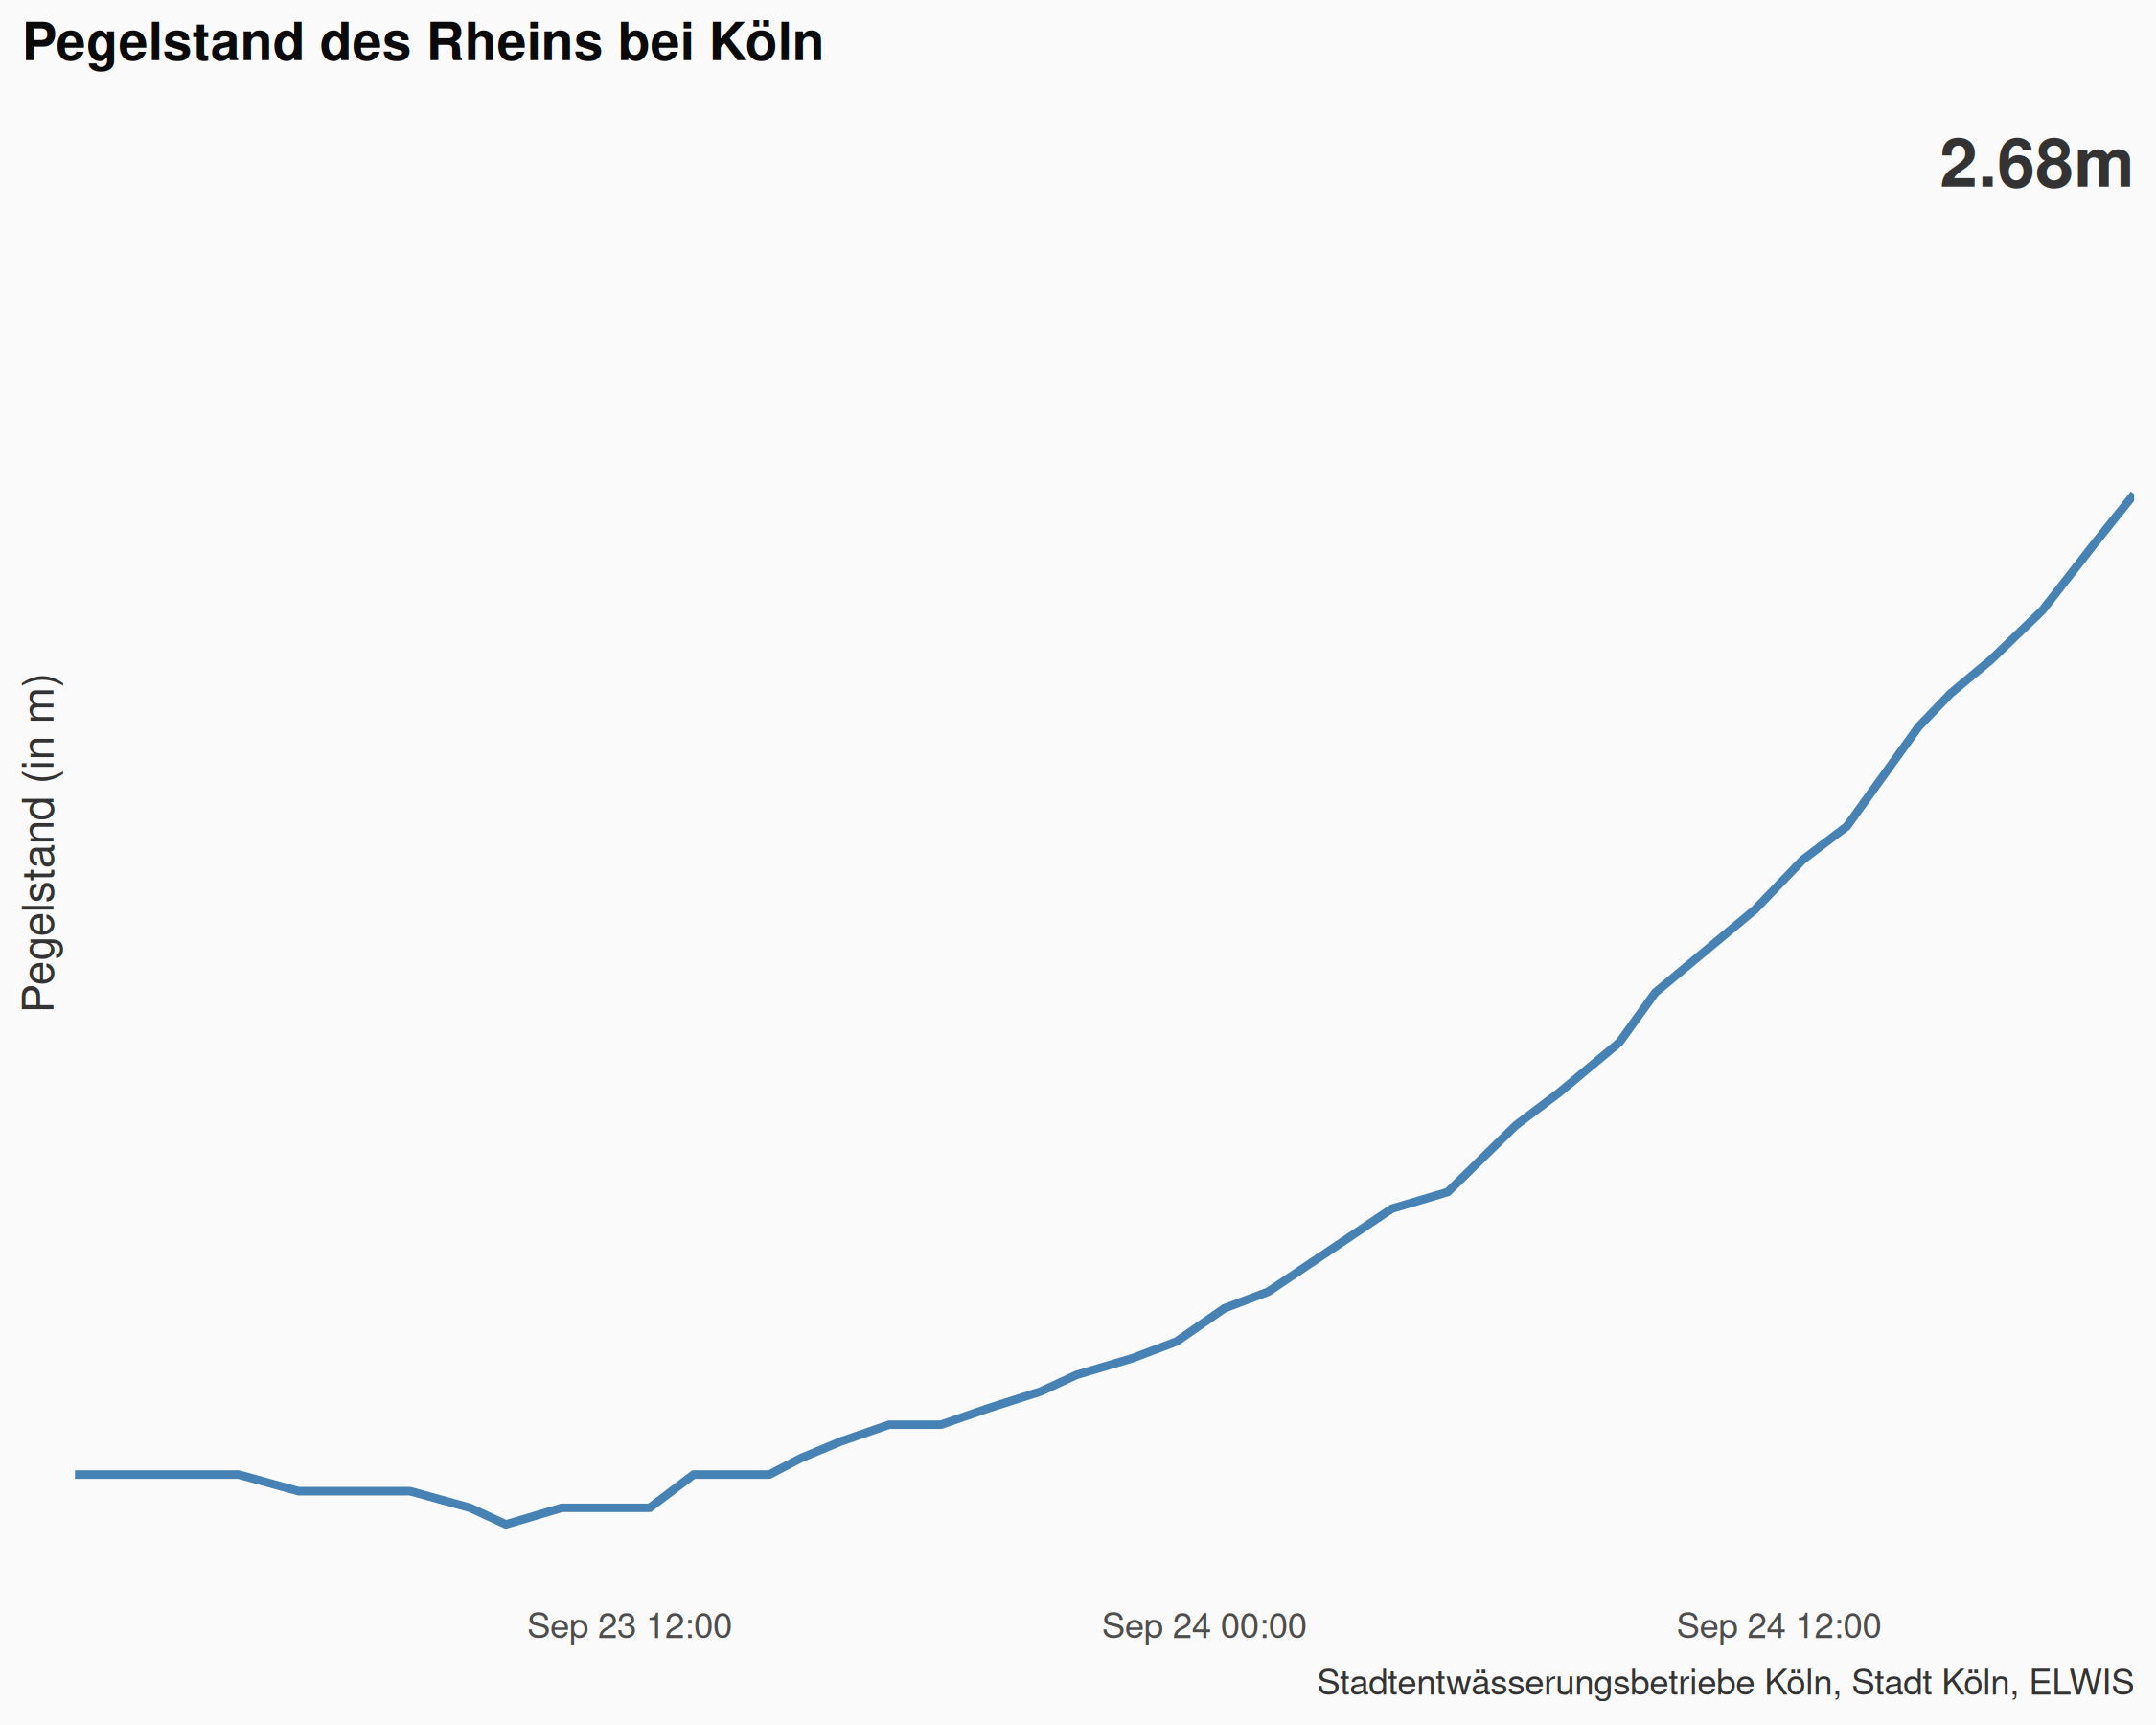 Pegelstand des Rheins bei Köln
2.68m
Pegelstand (in m)
Sep 23 12:00
Sep 24 00:00
Sep 24 12:00
Stadtentwässerungsbetriebe Köln, Stadt Köln, ELWIS